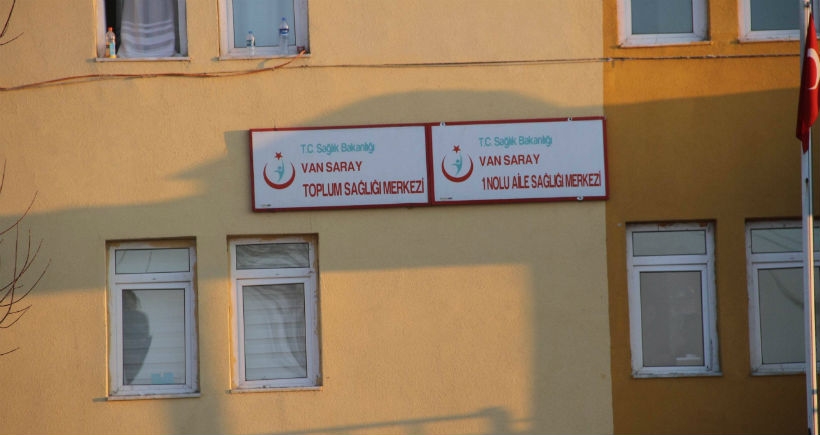 T.C. Sağlık Bakanlığı
VAN SARAY
TOPLUM SAĞLIĞI MERKEZİ
T.C. Sağlık Bakanlığı
VAN SARAY
1 NOLU AİLE SAĞLIĞI MERKEZİ